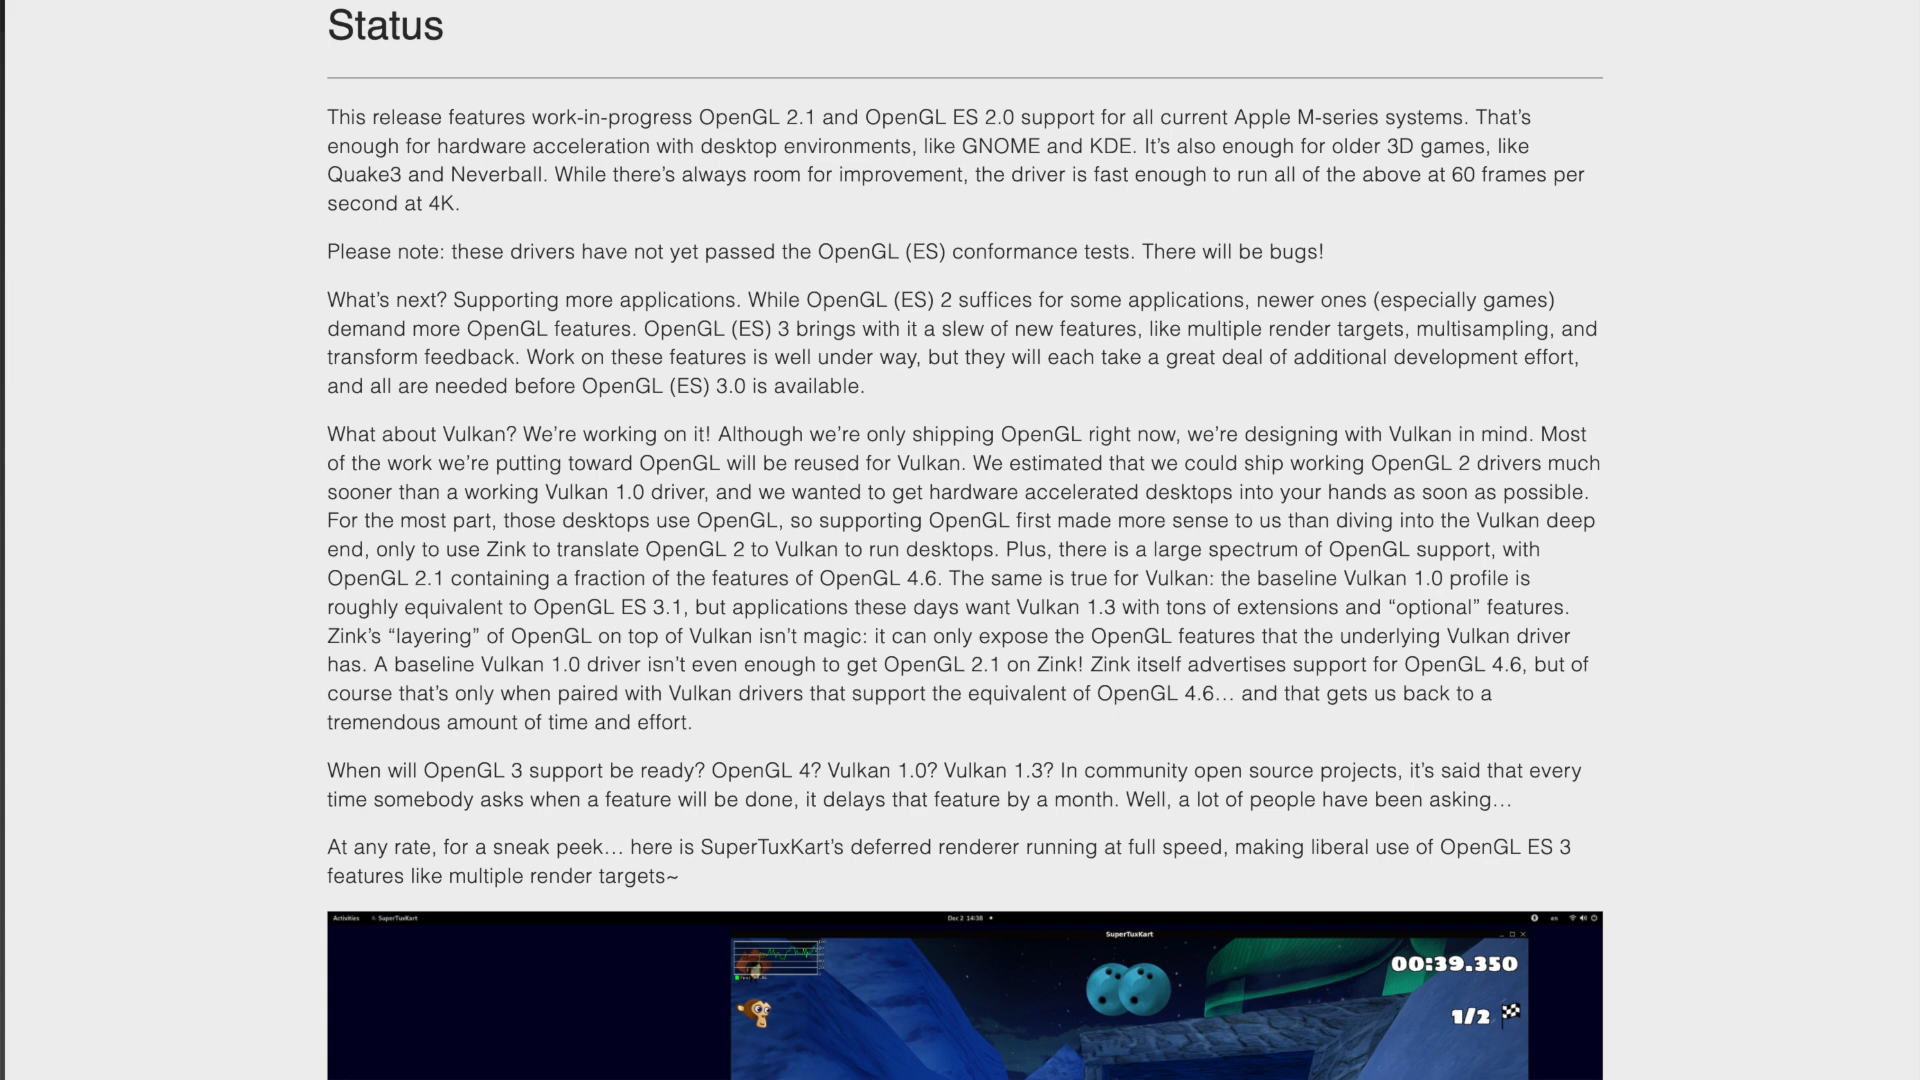 Status
This release features work-in-progress OpenGL 2.1 and OpenGL ES 2.0 support for all current Apple M-series systems. That’s
enough for hardware acceleration with desktop environments, like GNOME and KDE. It’s also enough for older 3D games, like
Quake3 and Neverball. While there’s always room for improvement, the driver is fast enough to run all of the above at 60 frames per
second at 4K.
Please note: these drivers have not yet passed the OpenGL (ES) conformance tests. There will be bugs!
What’s next? Supporting more applications. While OpenGL (ES) 2 suffices for some applications, newer ones (especially games)
demand more OpenGL features. OpenGL (ES) 3 brings with it a slew of new features, like multiple render targets, multisampling, and
transform feedback. Work on these features is well under way, but they will each take a great deal of additional development effort,
and all are needed before OpenGL (ES) 3.0 is available.
What about Vulkan? We’re working on it! Although we’re only shipping OpenGL right now, we’re designing with Vulkan in mind. Most
of the work we’re putting toward OpenGL will be reused for Vulkan. We estimated that we could ship working OpenGL 2 drivers much
sooner than a working Vulkan 1.0 driver, and we wanted to get hardware accelerated desktops into your hands as soon as possible.
For the most part, those desktops use OpenGL, so supporting OpenGL first made more sense to us than diving into the Vulkan deep
end, only to use Zink to translate OpenGL 2 to Vulkan to run desktops. Plus, there is a large spectrum of OpenGL support, with
OpenGL 2.1 containing a fraction of the features of OpenGL 4.6. The same is true for Vulkan: the baseline Vulkan 1.0 profile is
roughly equivalent to OpenGL ES 3.1, but applications these days want Vulkan 1.3 with tons of extensions and “optional” features.
Zink’s “layering” of OpenGL on top of Vulkan isn’t magic: it can only expose the OpenGL features that the underlying Vulkan driver
has. A baseline Vulkan 1.0 driver isn’t even enough to get OpenGL 2.1 on Zink! Zink itself advertises support for OpenGL 4.6, but of
course that’s only when paired with Vulkan drivers that support the equivalent of OpenGL 4.6… and that gets us back to a
tremendous amount of time and effort.
When will OpenGL 3 support be ready? OpenGL 4? Vulkan 1.0? Vulkan 1.3? In community open source projects, it’s said that every
time somebody asks when a feature will be done, it delays that feature by a month. Well, a lot of people have been asking…
At any rate, for a sneak peek… here is SuperTuxKart’s deferred renderer running at full speed, making liberal use of OpenGL ES 3
features like multiple render targets~
Activities SuperTuxKart Dec 2 14:38 en
SuperTuxKart
00:39.350
1/2